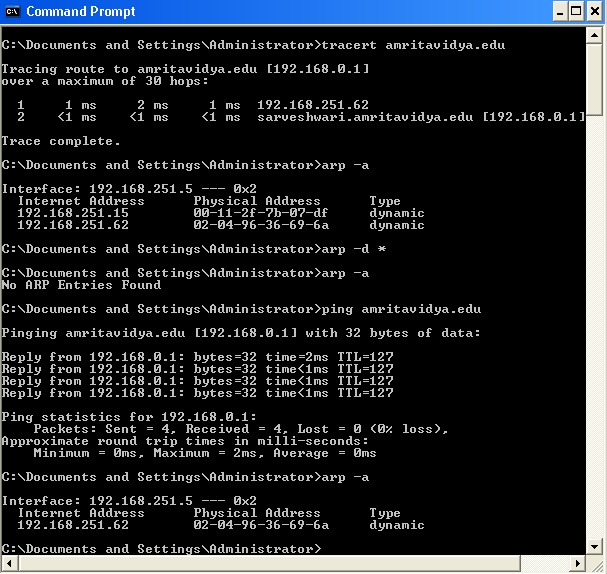 Command Prompt
C:\Documents and Settings\Administrator>tracert amritavidya.edu
Tracing route to amritavidya.edu [192.168.0.1]
over a maximum of 30 hops:
1 1 ms 2 ms 1 ms 192.168.251.62
2 <1 ms <1 ms <1 ms sarveshwari.amritavidya.edu [192.168.0.1]
Trace complete.
C:\Documents and Settings\Administrator>arp -a
Interface: 192.168.251.5 --- 0x2
Internet Address Physical Address Type
192.168.251.15 00-11-2f-7b-07-df dynamic
192.168.251.62 02-04-96-36-69-6a dynamic
C:\Documents and Settings\Administrator>arp -d *
C:\Documents and Settings\Administrator>arp -a
No ARP Entries Found
C:\Documents and Settings\Administrator>ping amritavidya.edu
Pinging amritavidya.edu [192.168.0.1] with 32 bytes of data:
Reply from 192.168.0.1: bytes=32 time=2ms TTL=127
Reply from 192.168.0.1: bytes=32 time<1ms TTL=127
Reply from 192.168.0.1: bytes=32 time<1ms TTL=127
Reply from 192.168.0.1: bytes=32 time<1ms TTL=127
Ping statistics for 192.168.0.1:
Packets: Sent = 4, Received = 4, Lost = 0 (0% loss),
Approximate round trip times in milli-seconds:
Minimum = 0ms, Maximum = 2ms, Average = 0ms
C:\Documents and Settings\Administrator>arp -a
Interface: 192.168.251.5 --- 0x2
Internet Address Physical Address Type
192.168.251.62 02-04-96-36-69-6a dynamic
C:\Documents and Settings\Administrator>